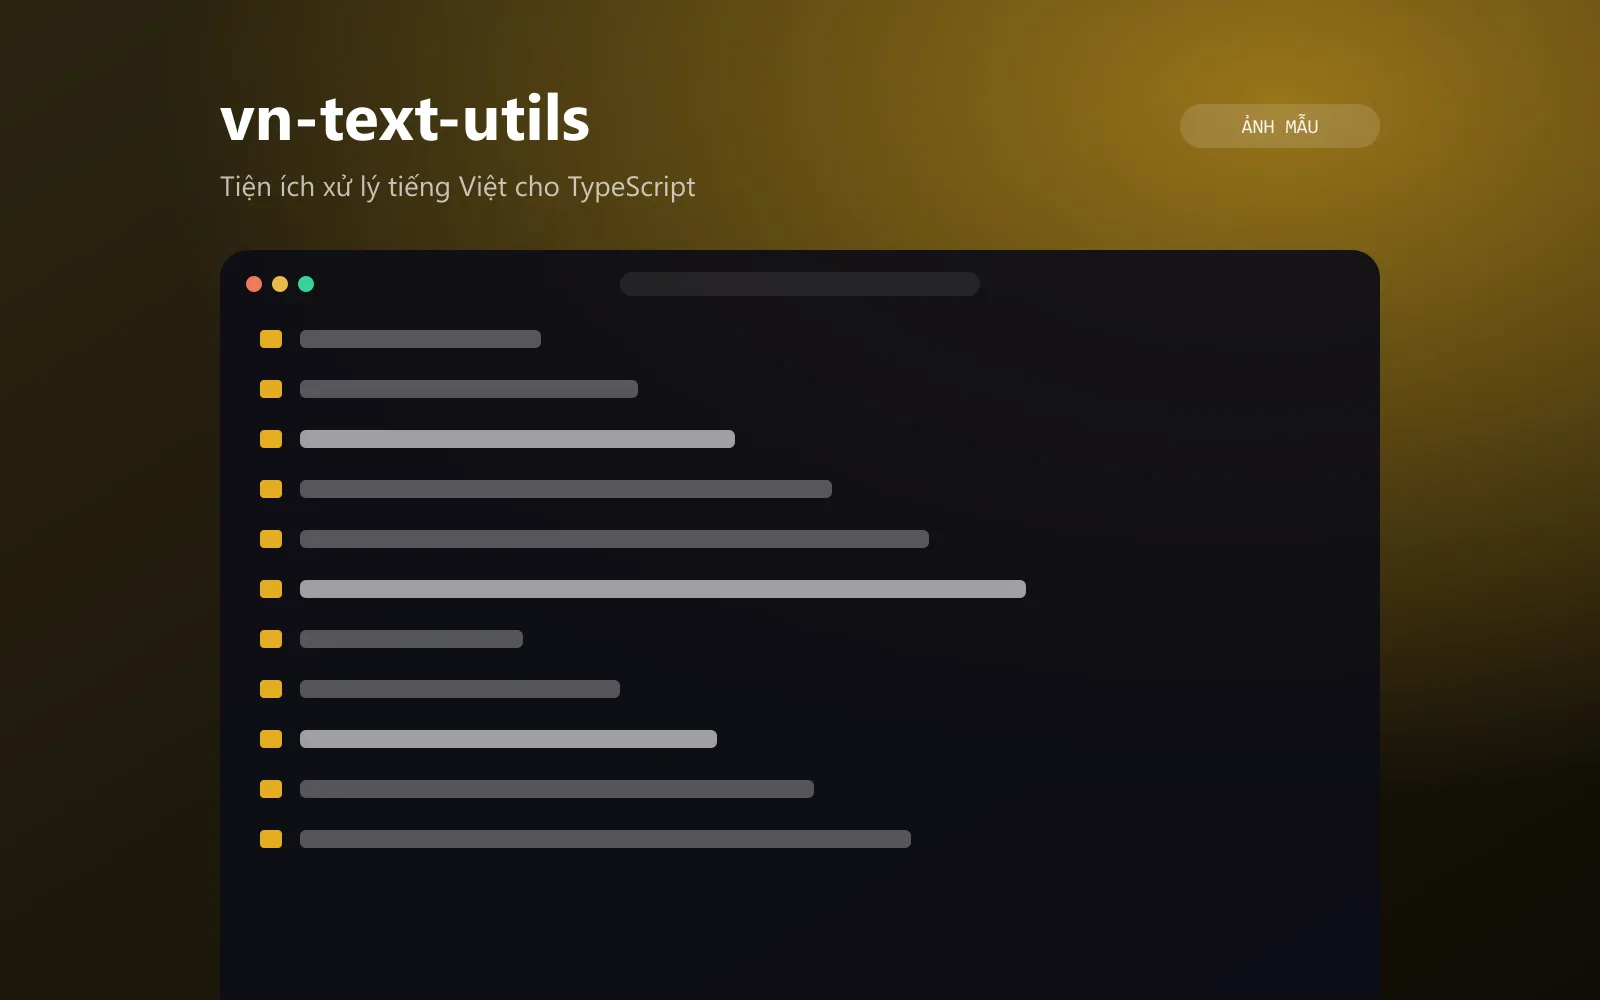 vn-text-utils
ẢNH MẪU
Tiện ích xử lý tiếng Việt cho TypeScript